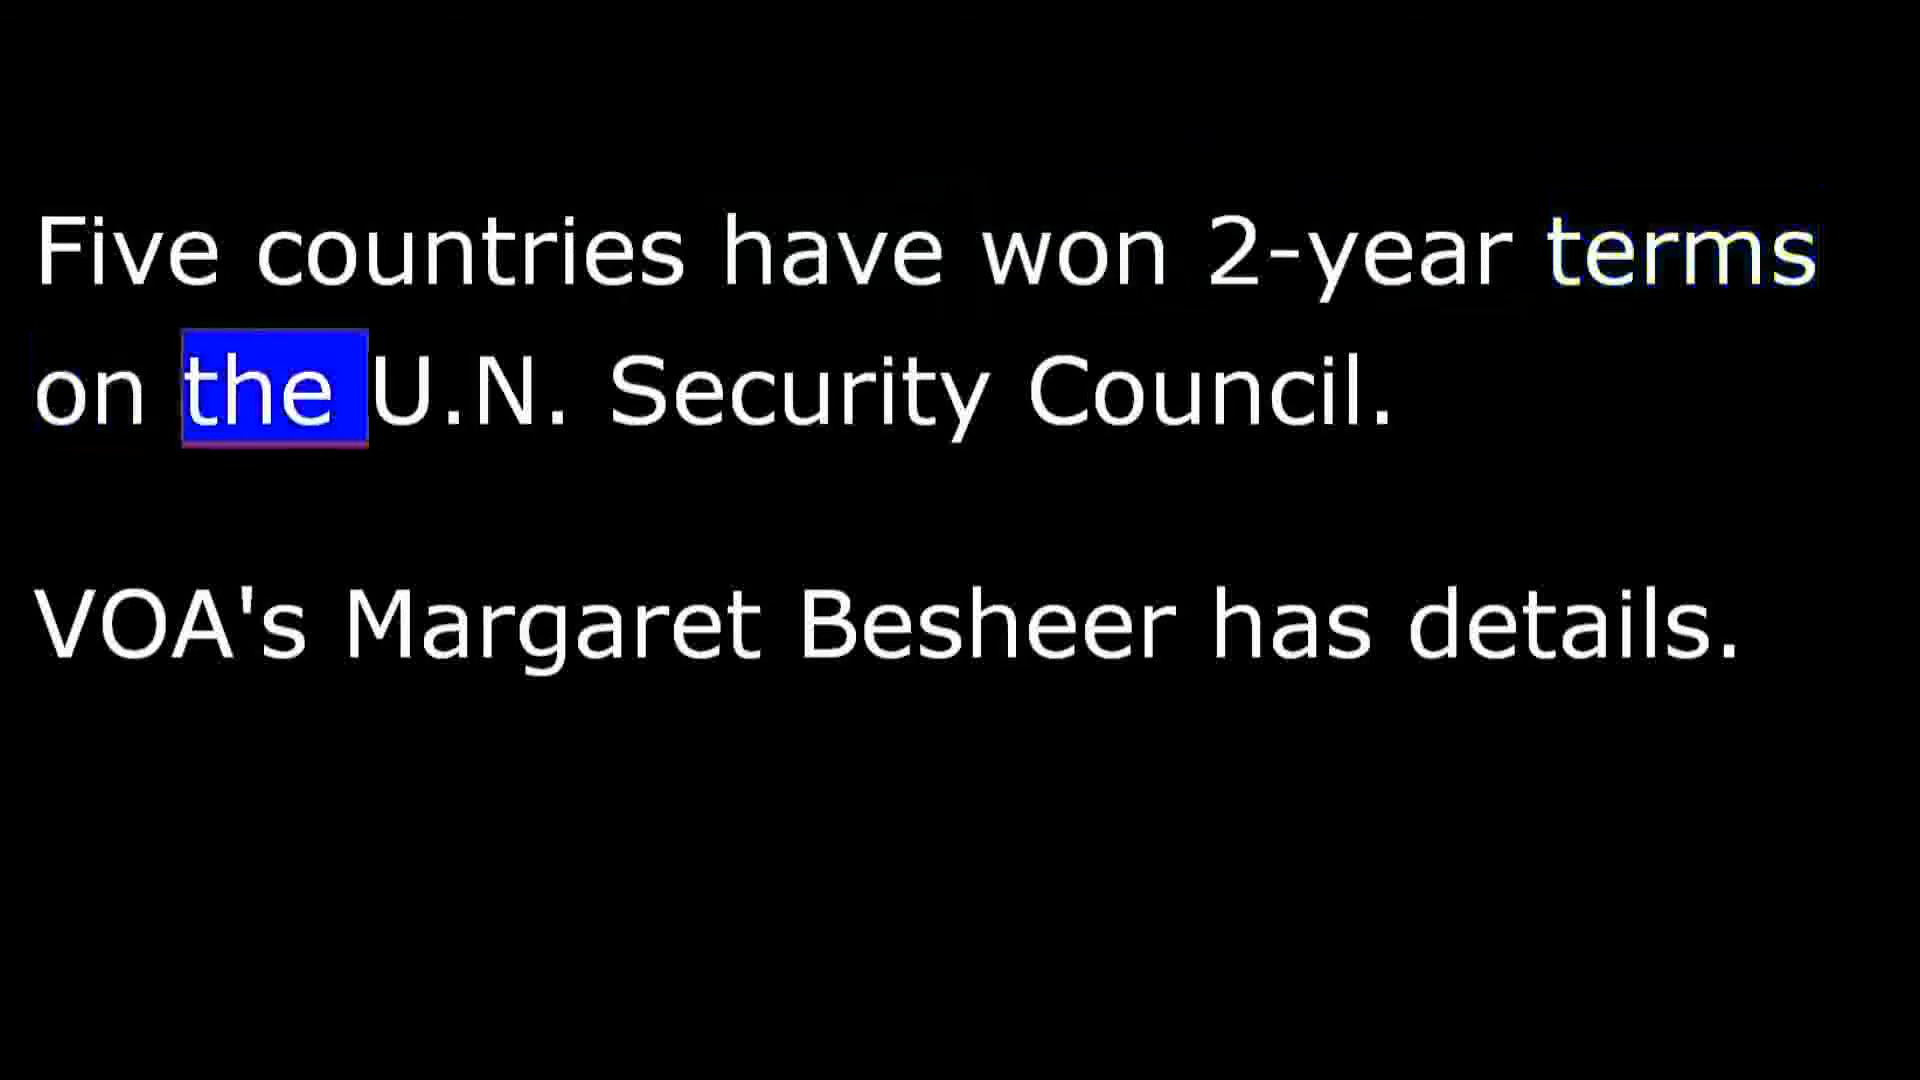 Five countries have won 2-year terms
on the U.N. Security Council.
VOA's Margaret Besheer has details.